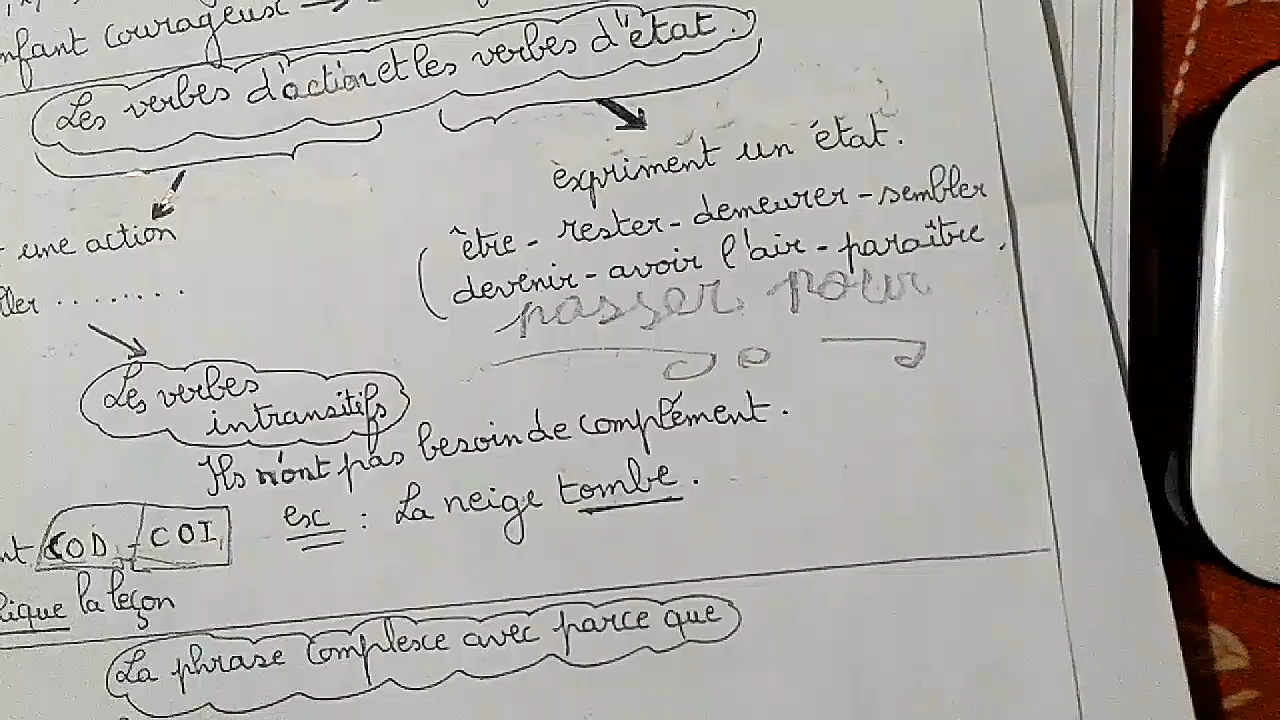 nfant courageux →
Les verbes d'action et les verbes d'état.
expriment un état.
une action
être - rester - demeurer - sembler
devenir - avoir l'air - paraître.
passer pour
ller ........
Les verbes
intransitifs
Ils n'ont pas besoin de complément.
ex : La neige tombe.
nt COD - COI
lique la leçon
La phrase complexe avec parce que